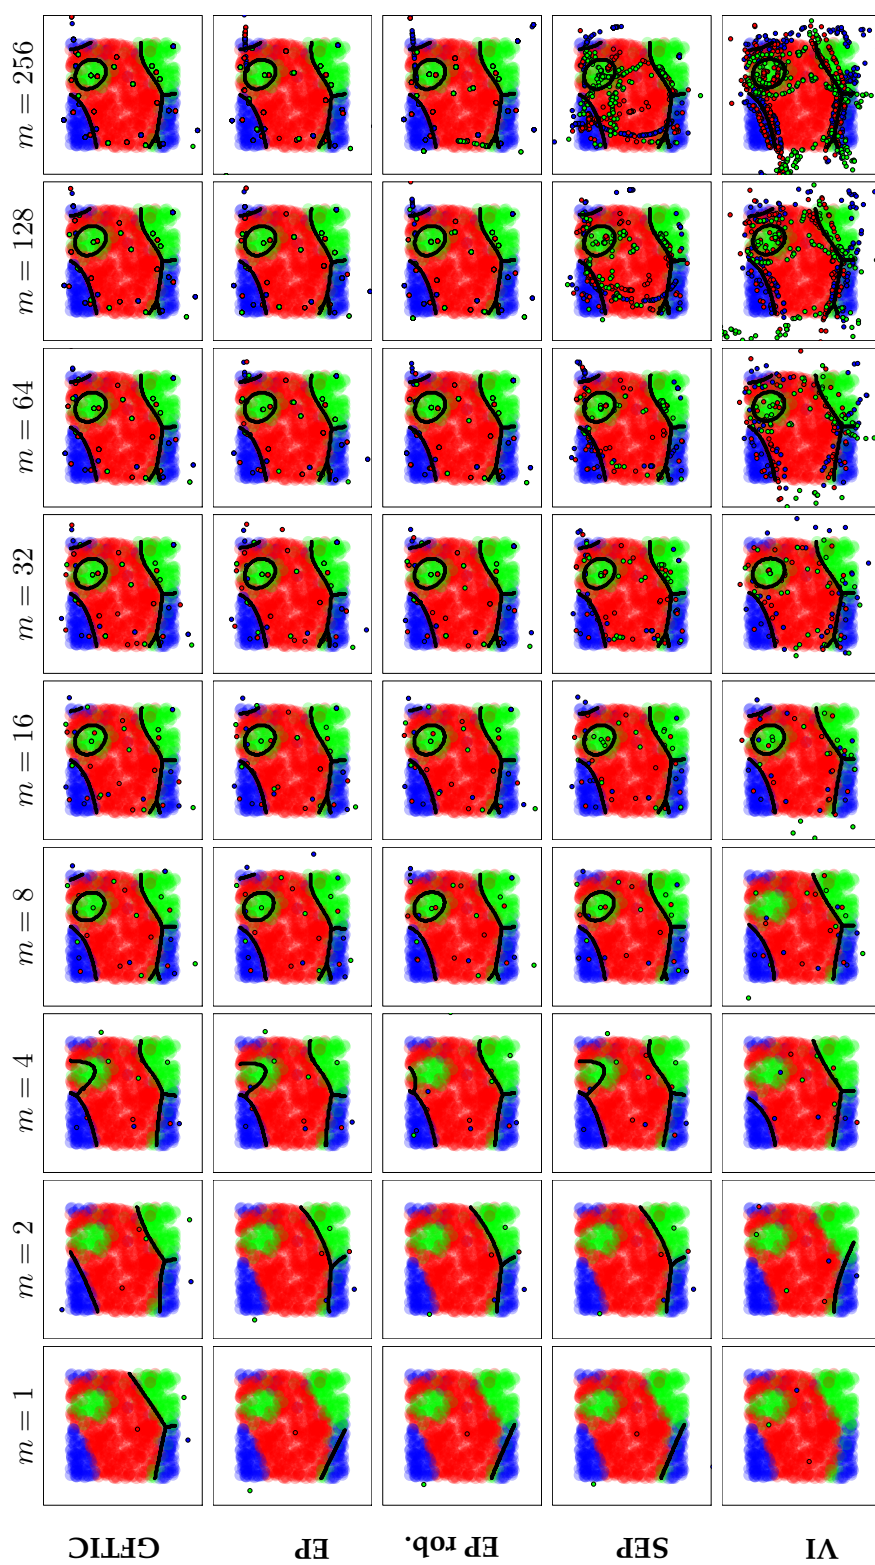 m = 1
m = 2
m = 4
m = 8
m = 16
m = 32
m = 64
m = 128
m = 256
GFITC
EP
EP rob.
SEP
VI